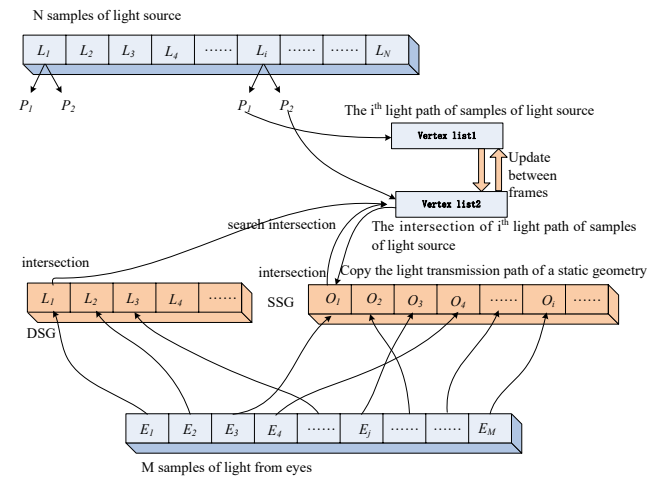 N samples of light source
L1 L2 L3 L4 ...... Li ...... ...... LN
P1 P2 P1 P2
The ith light path of samples of light source
Vertex list1
Update
between
frames
Vertex list2
search intersection
The intersection of ith light path of samples
of light source
intersection
intersection
Copy the light transmission path of a static geometry
L1 L2 L3 L4 ......
SSG
O1 O2 O3 O4 ...... Oi ......
DSG
E1 E2 E3 E4 ...... Ej ...... ...... EM
M samples of light from eyes